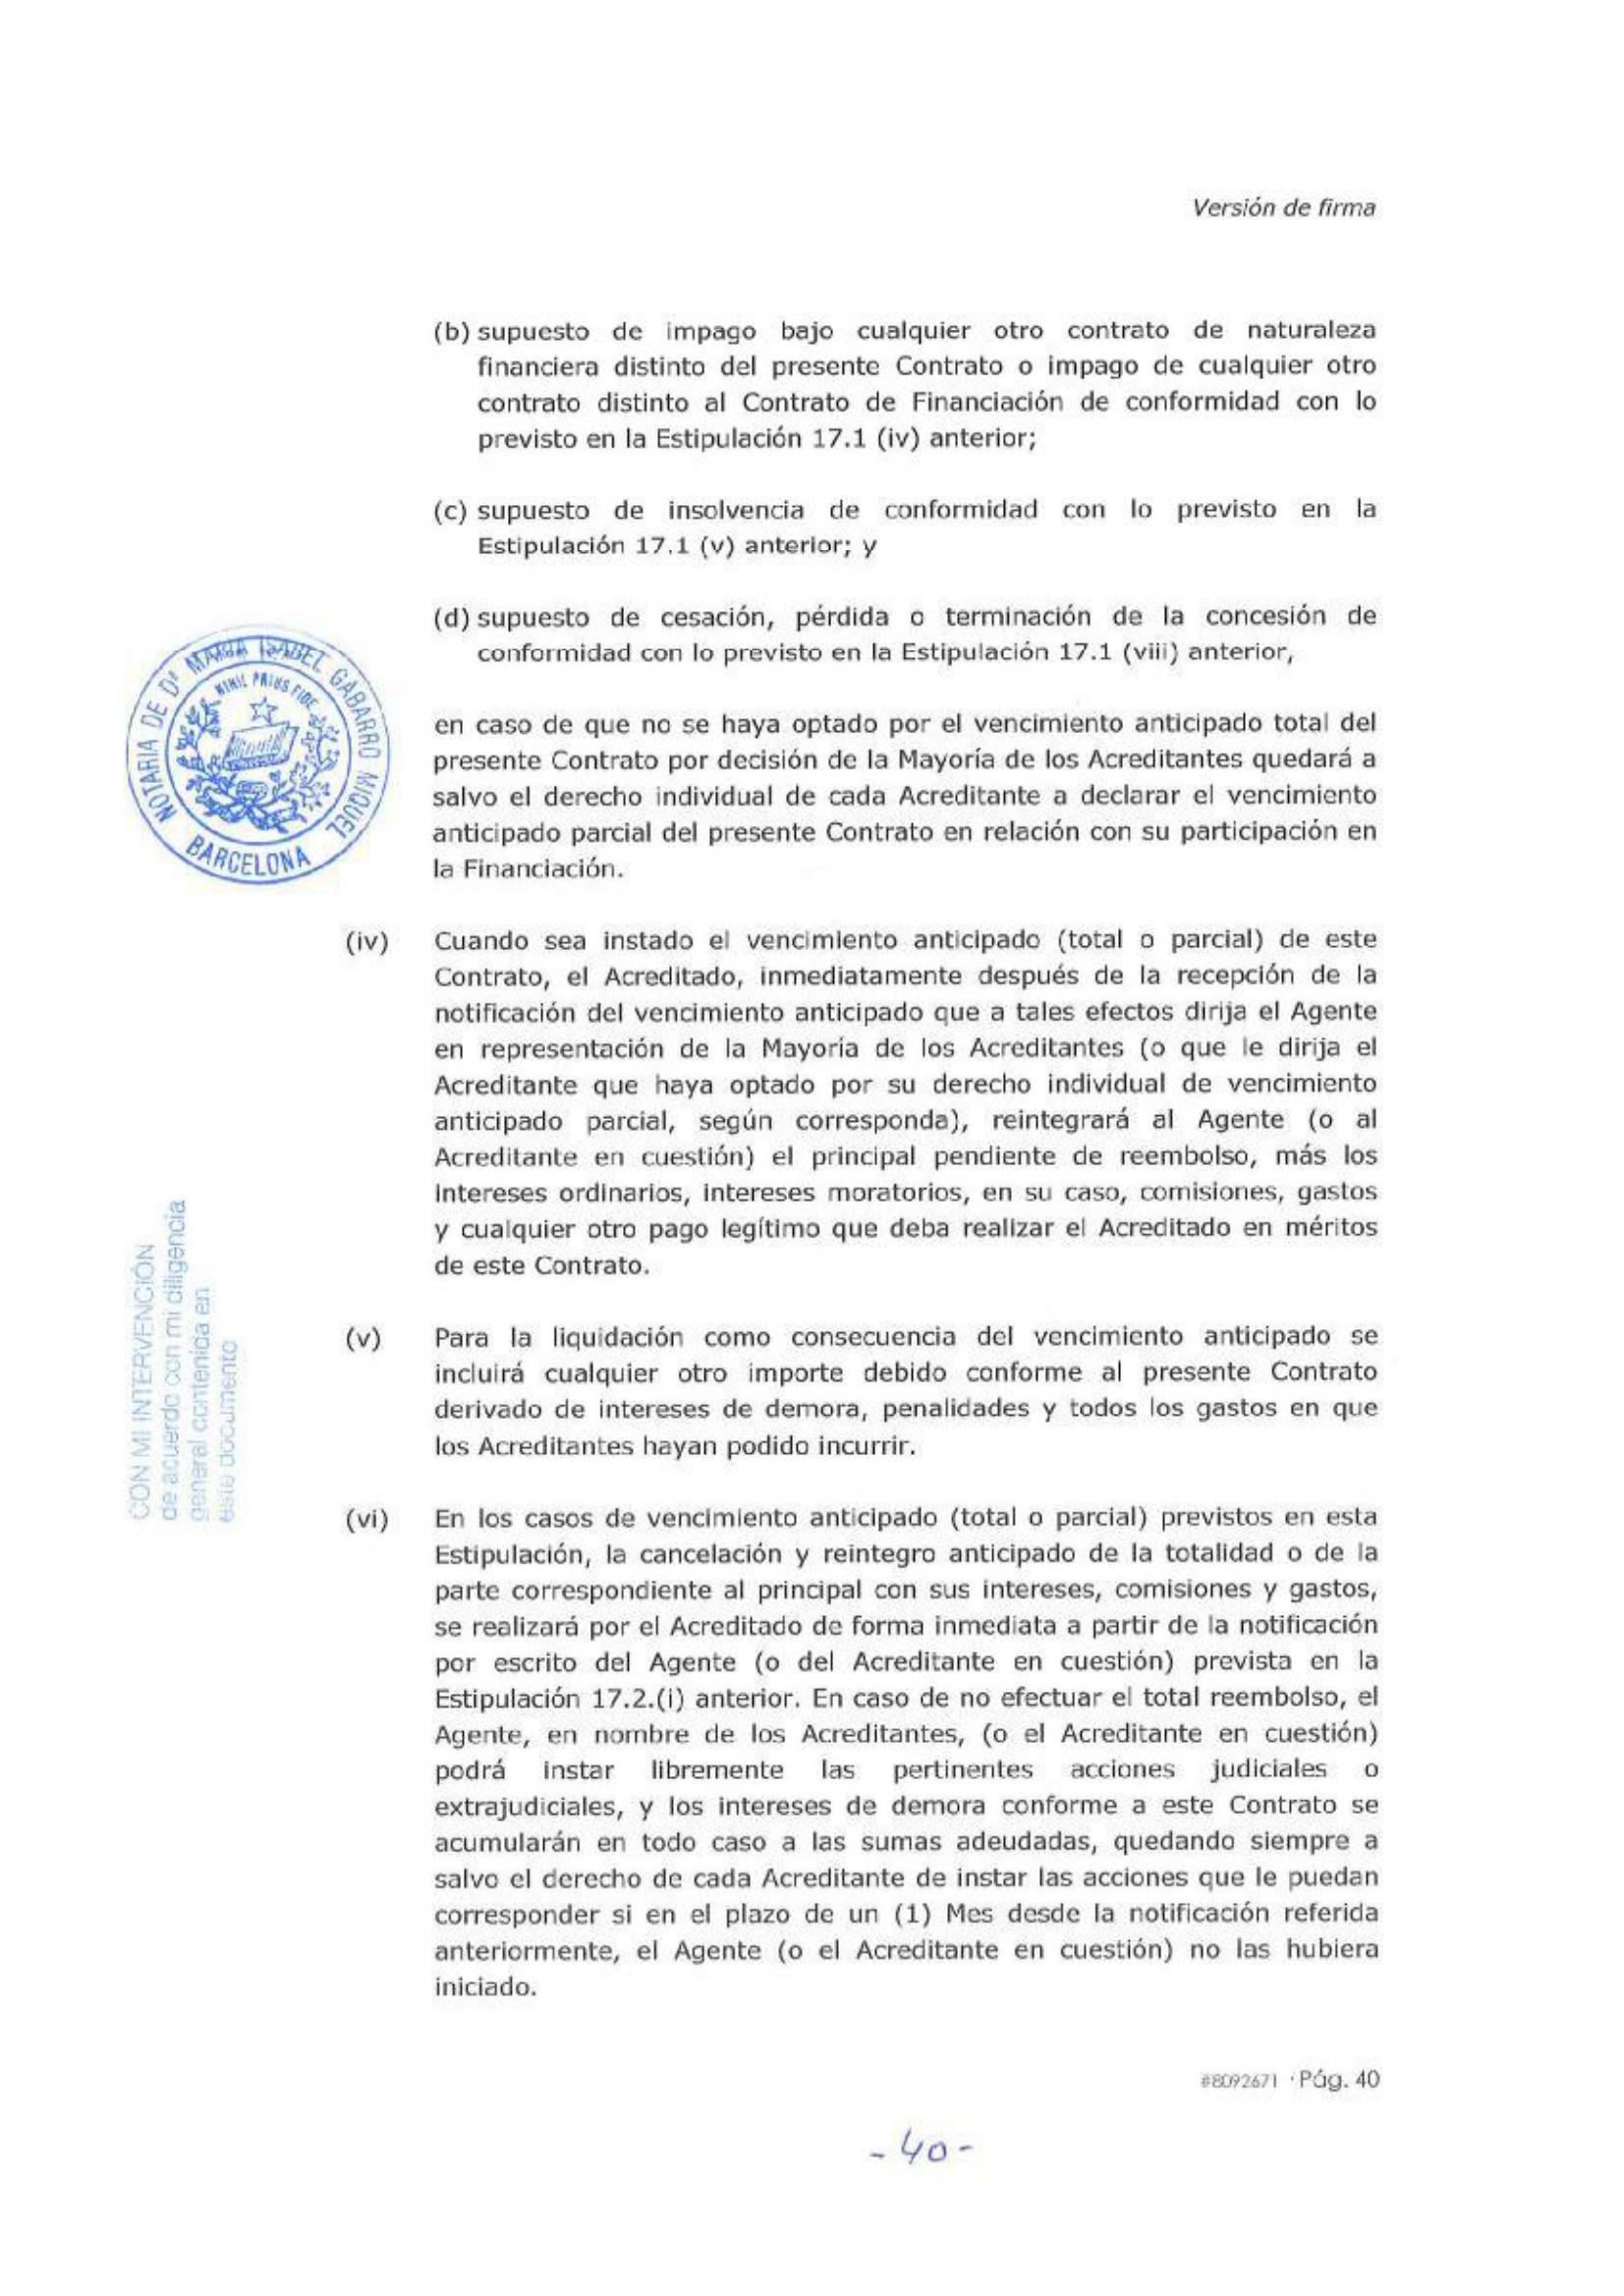 Versión de firma
(b) supuesto de impago bajo cualquier otro contrato de naturaleza
financiera distinto del presente Contrato o impago de cualquier otro
contrato distinto al Contrato de Financiación de conformidad con lo
previsto en la Estipulación 17.1 (iv) anterior;
(c) supuesto de insolvencia de conformidad con lo previsto en la
Estipulación 17.1 (v) anterior; y
(d) supuesto de cesación, pérdida o terminación de la concesión de
conformidad con lo previsto en la Estipulación 17.1 (viii) anterior,
NOTARIA DE Dª MARIA ISABEL GABARRO MIQUEL
NIHIL PRIUS FIDE
BARCELONA
en caso de que no se haya optado por el vencimiento anticipado total del
presente Contrato por decisión de la Mayoría de los Acreditantes quedará a
salvo el derecho individual de cada Acreditante a declarar el vencimiento
anticipado parcial del presente Contrato en relación con su participación en
la Financiación.
(iv) Cuando sea instado el vencimiento anticipado (total o parcial) de este
Contrato, el Acreditado, inmediatamente después de la recepción de la
notificación del vencimiento anticipado que a tales efectos dirija el Agente
en representación de la Mayoría de los Acreditantes (o que le dirija el
Acreditante que haya optado por su derecho individual de vencimiento
anticipado parcial, según corresponda), reintegrará al Agente (o al
Acreditante en cuestión) el principal pendiente de reembolso, más los
intereses ordinarios, intereses moratorios, en su caso, comisiones, gastos
y cualquier otro pago legítimo que deba realizar el Acreditado en méritos
de este Contrato.
CON MI INTERVENCIÓN
de acuerdo con mi diligencia
general contenida en
este documento
(v) Para la liquidación como consecuencia del vencimiento anticipado se
incluirá cualquier otro importe debido conforme al presente Contrato
derivado de intereses de demora, penalidades y todos los gastos en que
los Acreditantes hayan podido incurrir.
(vi) En los casos de vencimiento anticipado (total o parcial) previstos en esta
Estipulación, la cancelación y reintegro anticipado de la totalidad o de la
parte correspondiente al principal con sus intereses, comisiones y gastos,
se realizará por el Acreditado de forma inmediata a partir de la notificación
por escrito del Agente (o del Acreditante en cuestión) prevista en la
Estipulación 17.2.(i) anterior. En caso de no efectuar el total reembolso, el
Agente, en nombre de los Acreditantes, (o el Acreditante en cuestión)
podrá instar libremente las pertinentes acciones judiciales o
extrajudiciales, y los intereses de demora conforme a este Contrato se
acumularán en todo caso a las sumas adeudadas, quedando siempre a
salvo el derecho de cada Acreditante de instar las acciones que le puedan
corresponder si en el plazo de un (1) Mes desde la notificación referida
anteriormente, el Agente (o el Acreditante en cuestión) no las hubiera
iniciado.
#8092671 · Pág. 40
- 40 -